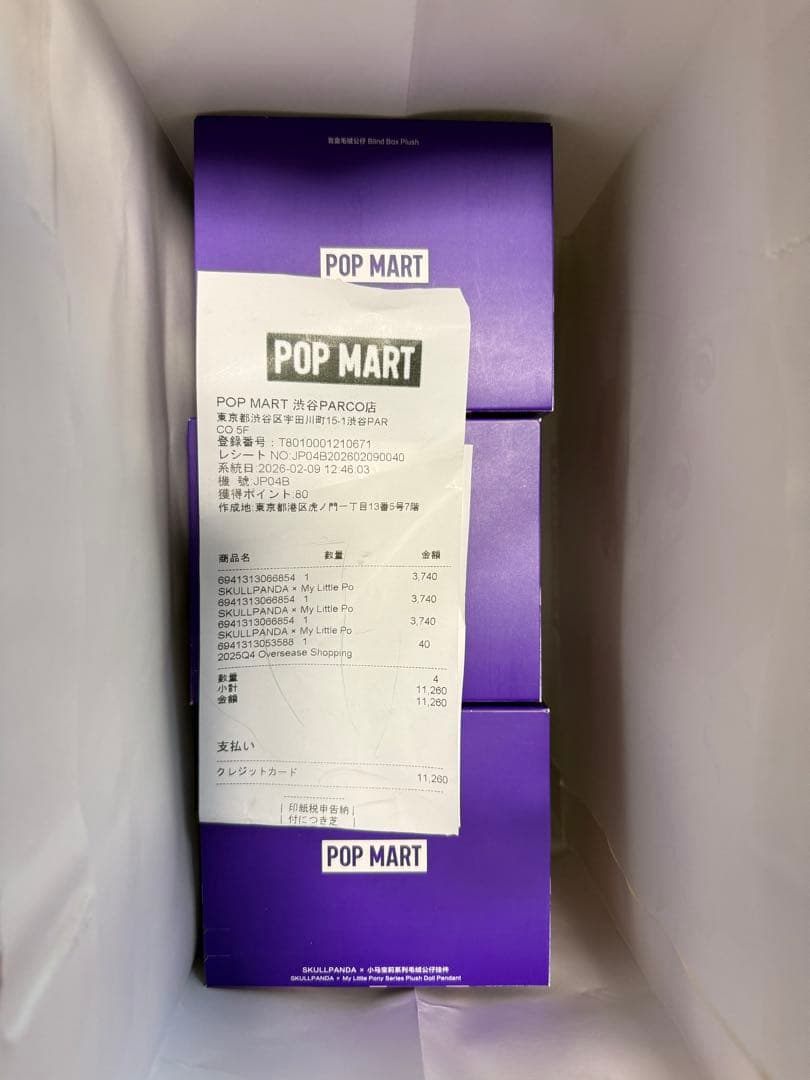 盲盒毛绒公仔 Blind Box Plush
POP MART
POP MART
POP MART 渋谷PARCO店
東京都渋谷区宇田川町15-1渋谷PAR
CO 5F
登録番号：T8010001210671
レシート NO:JP04B202602090040
系統日:2026-02-09 12:46:03
機 號:JP04B
獲得ポイント:80
作成地:東京都港区虎ノ門一丁目13番5号7階
商品名 数量 金額
6941313066854 1 3,740
SKULLPANDA × My Little Po
6941313066854 1 3,740
SKULLPANDA × My Little Po
6941313066854 1 3,740
SKULLPANDA × My Little Po
6941313053588 1 40
2025Q4 Oversease Shopping
數量 4
小計 11,260
金額 11,260
支払い
クレジットカード 11,260
印紙税申告納
付につき芝
POP MART
SKULLPANDA × 小马宝莉系列毛绒公仔挂件
SKULLPANDA × My Little Pony Series Plush Doll Pendant